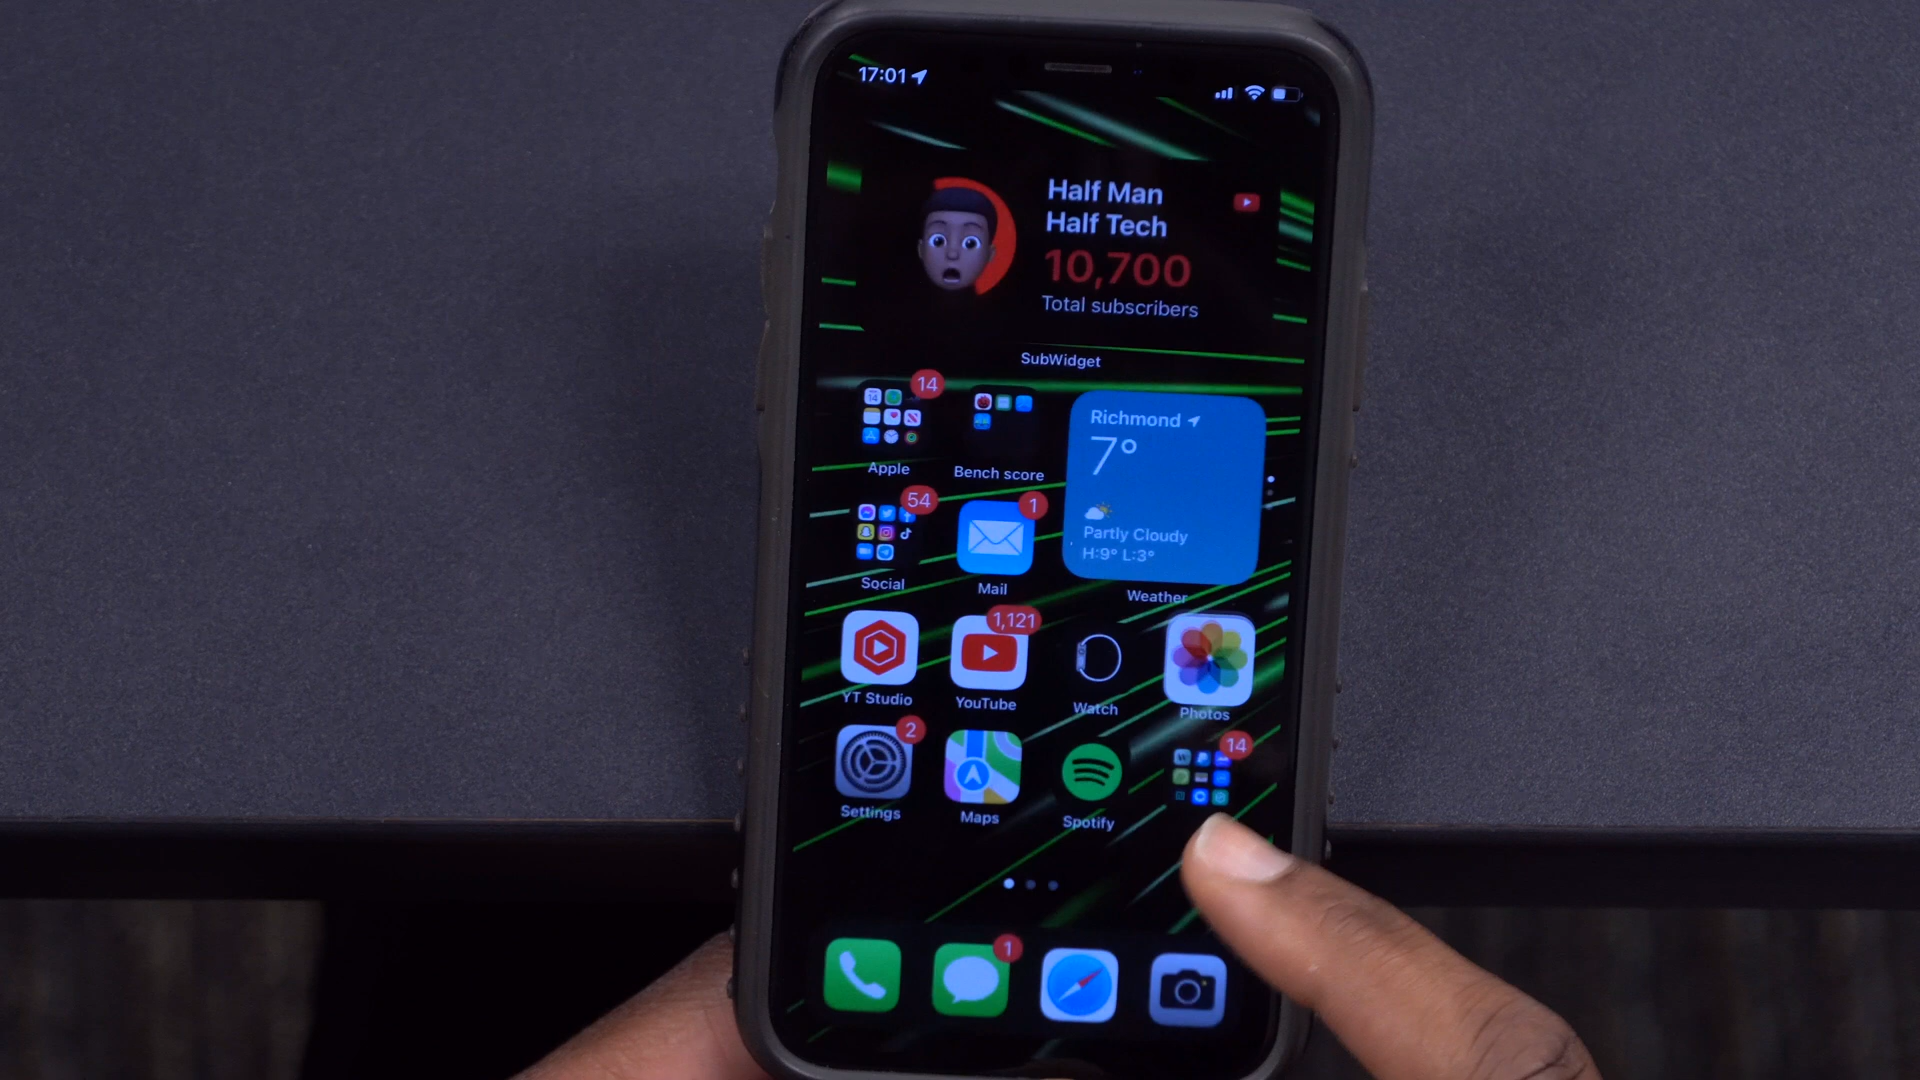 17:01
Half Man
Half Tech
10,700
Total subscribers
SubWidget
14
Apple
Bench score
Richmond
7°
Partly Cloudy
H:9° L:3°
Weather
54
Social
1
Mail
YT Studio
1,121
YouTube
Watch
Photos
2
Settings
Maps
Spotify
14
1